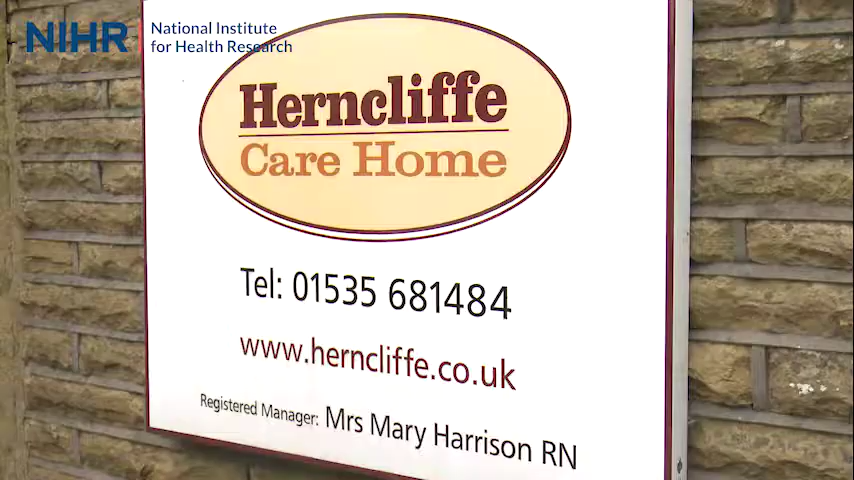 NIHR National Institute
for Health Research
Herncliffe
Care Home
Tel: 01535 681484
www.herncliffe.co.uk
Registered Manager: Mrs Mary Harrison RN